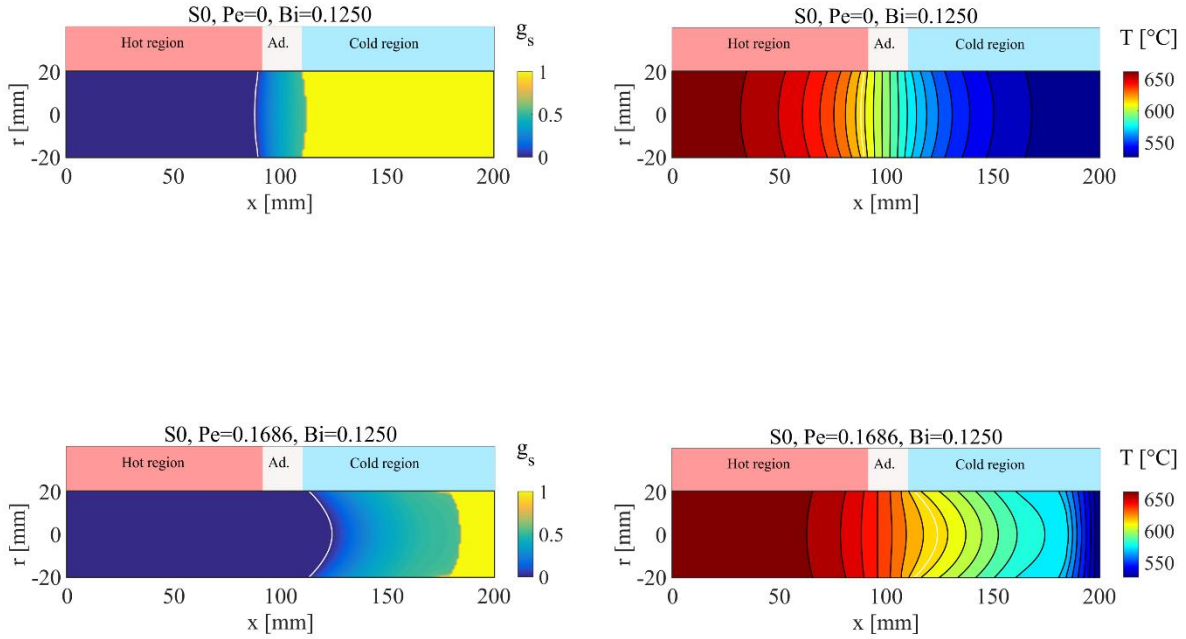 S0, Pe=0, Bi=0.1250
Hot region Ad. Cold region
g_s
20
0
-20
r [mm]
0 50 100 150 200
x [mm]
1
0.5
0
S0, Pe=0, Bi=0.1250
Hot region Ad. Cold region
T [°C]
20
0
-20
r [mm]
0 50 100 150 200
x [mm]
650
600
550
S0, Pe=0.1686, Bi=0.1250
Hot region Ad. Cold region
g_s
20
0
-20
r [mm]
0 50 100 150 200
x [mm]
1
0.5
0
S0, Pe=0.1686, Bi=0.1250
Hot region Ad. Cold region
T [°C]
20
0
-20
r [mm]
0 50 100 150 200
x [mm]
650
600
550